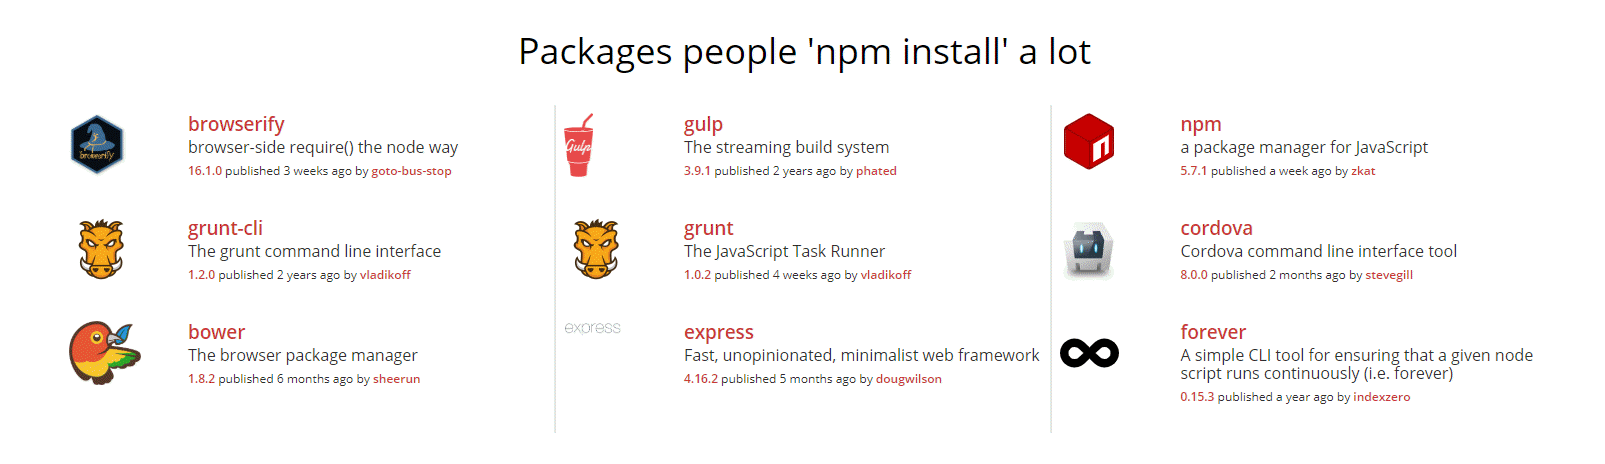 Packages people 'npm install' a lot
browserify
browserify
browser-side require() the node way
16.1.0 published 3 weeks ago by goto-bus-stop
grunt-cli
The grunt command line interface
1.2.0 published 2 years ago by vladikoff
bower
The browser package manager
1.8.2 published 6 months ago by sheerun
Gulp
gulp
The streaming build system
3.9.1 published 2 years ago by phated
grunt
The JavaScript Task Runner
1.0.2 published 4 weeks ago by vladikoff
express
express
Fast, unopinionated, minimalist web framework
4.16.2 published 5 months ago by dougwilson
n
npm
a package manager for JavaScript
5.7.1 published a week ago by zkat
cordova
Cordova command line interface tool
8.0.0 published 2 months ago by stevegill
forever
A simple CLI tool for ensuring that a given node
script runs continuously (i.e. forever)
0.15.3 published a year ago by indexzero